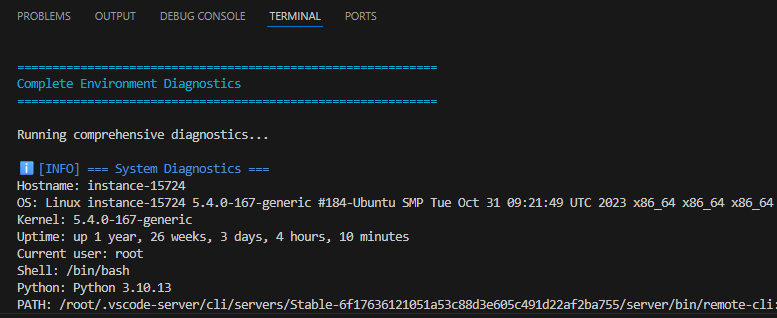 PROBLEMS OUTPUT DEBUG CONSOLE TERMINAL PORTS
============================================================
Complete Environment Diagnostics
============================================================
Running comprehensive diagnostics...
ℹ️ [INFO] === System Diagnostics ===
Hostname: instance-15724
OS: Linux instance-15724 5.4.0-167-generic #184-Ubuntu SMP Tue Oct 31 09:21:49 UTC 2023 x86_64 x86_64 x86_64
Kernel: 5.4.0-167-generic
Uptime: up 1 year, 26 weeks, 3 days, 4 hours, 10 minutes
Current user: root
Shell: /bin/bash
Python: Python 3.10.13
PATH: /root/.vscode-server/cli/servers/Stable-6f17636121051a53c88d3e605c491d22af2ba755/server/bin/remote-cli: